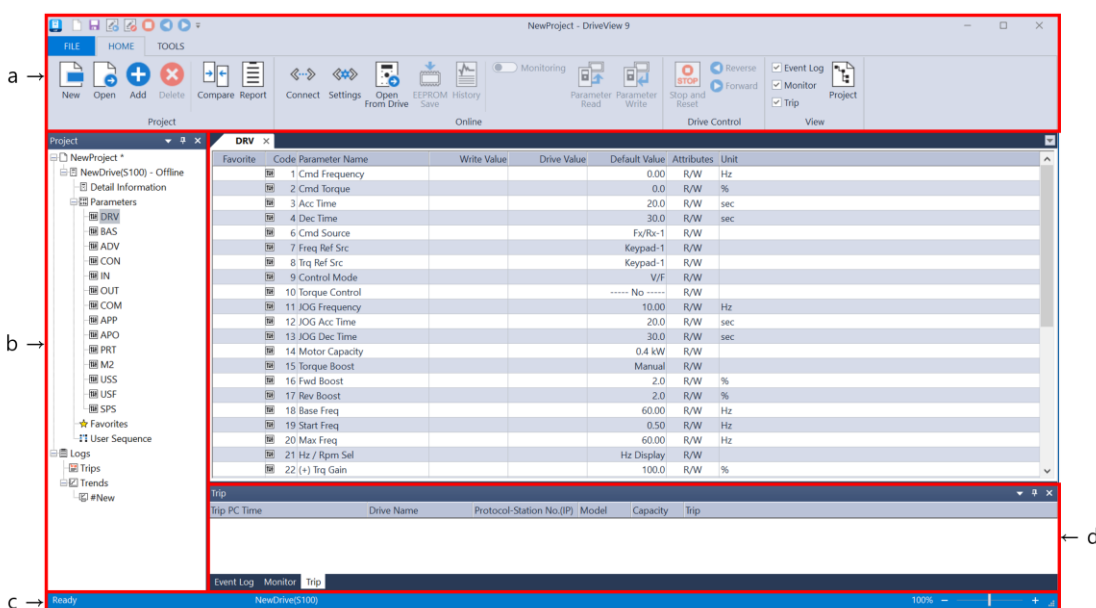 NewProject - DriveView 9
FILE HOME TOOLS
a →
New Open Add Delete Compare Report Connect Settings Open From Drive EEPROM Save History Monitoring Parameter Read Parameter Write Stop and Reset Reverse Forward Event Log Monitor Trip Project
STOP
Project Online Drive Control View
Project
NewProject *
NewDrive(S100) - Offline
Detail Information
Parameters
DRV
BAS
ADV
CON
IN
OUT
COM
APP
APO
PRT
M2
USS
USF
SPS
Favorites
User Sequence
Logs
Trips
Trends
#New
b →
DRV
Favorite Code Parameter Name Write Value Drive Value Default Value Attributes Unit
1 Cmd Frequency 0.00 R/W Hz
2 Cmd Torque 0.0 R/W %
3 Acc Time 20.0 R/W sec
4 Dec Time 30.0 R/W sec
6 Cmd Source Fx/Rx-1 R/W
7 Freq Ref Src Keypad-1 R/W
8 Trq Ref Src Keypad-1 R/W
9 Control Mode V/F R/W
10 Torque Control ----- No ----- R/W
11 JOG Frequency 10.00 R/W Hz
12 JOG Acc Time 20.0 R/W sec
13 JOG Dec Time 30.0 R/W sec
14 Motor Capacity 0.4 kW R/W
15 Torque Boost Manual R/W
16 Fwd Boost 2.0 R/W %
17 Rev Boost 2.0 R/W %
18 Base Freq 60.00 R/W Hz
19 Start Freq 0.50 R/W Hz
20 Max Freq 60.00 R/W Hz
21 Hz / Rpm Sel Hz Display R/W
22 (+) Trq Gain 100.0 R/W %
Trip
Trip PC Time Drive Name Protocol-Station No.(IP) Model Capacity Trip
← d
Event Log Monitor Trip
c →
Ready NewDrive(S100) 100% − +